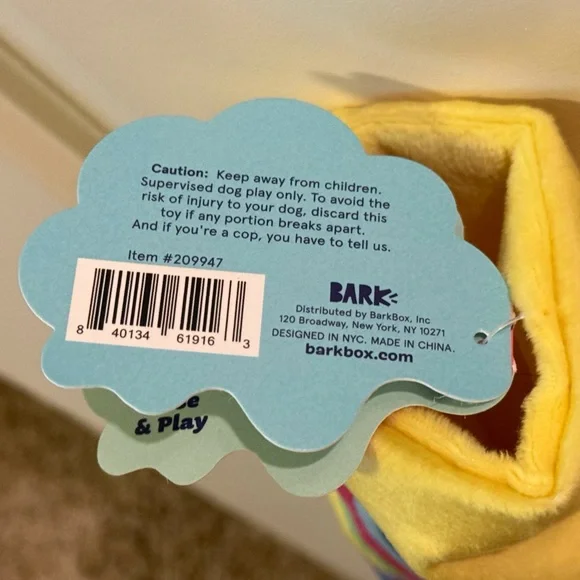 Caution: Keep away from children.
Supervised dog play only. To avoid the
risk of injury to your dog, discard this
toy if any portion breaks apart.
And if you're a cop, you have to tell us.
Item #209947
8 40134 61916 3
BARK
Distributed by BarkBox, Inc
120 Broadway, New York, NY 10271
DESIGNED IN NYC. MADE IN CHINA.
barkbox.com
& Play